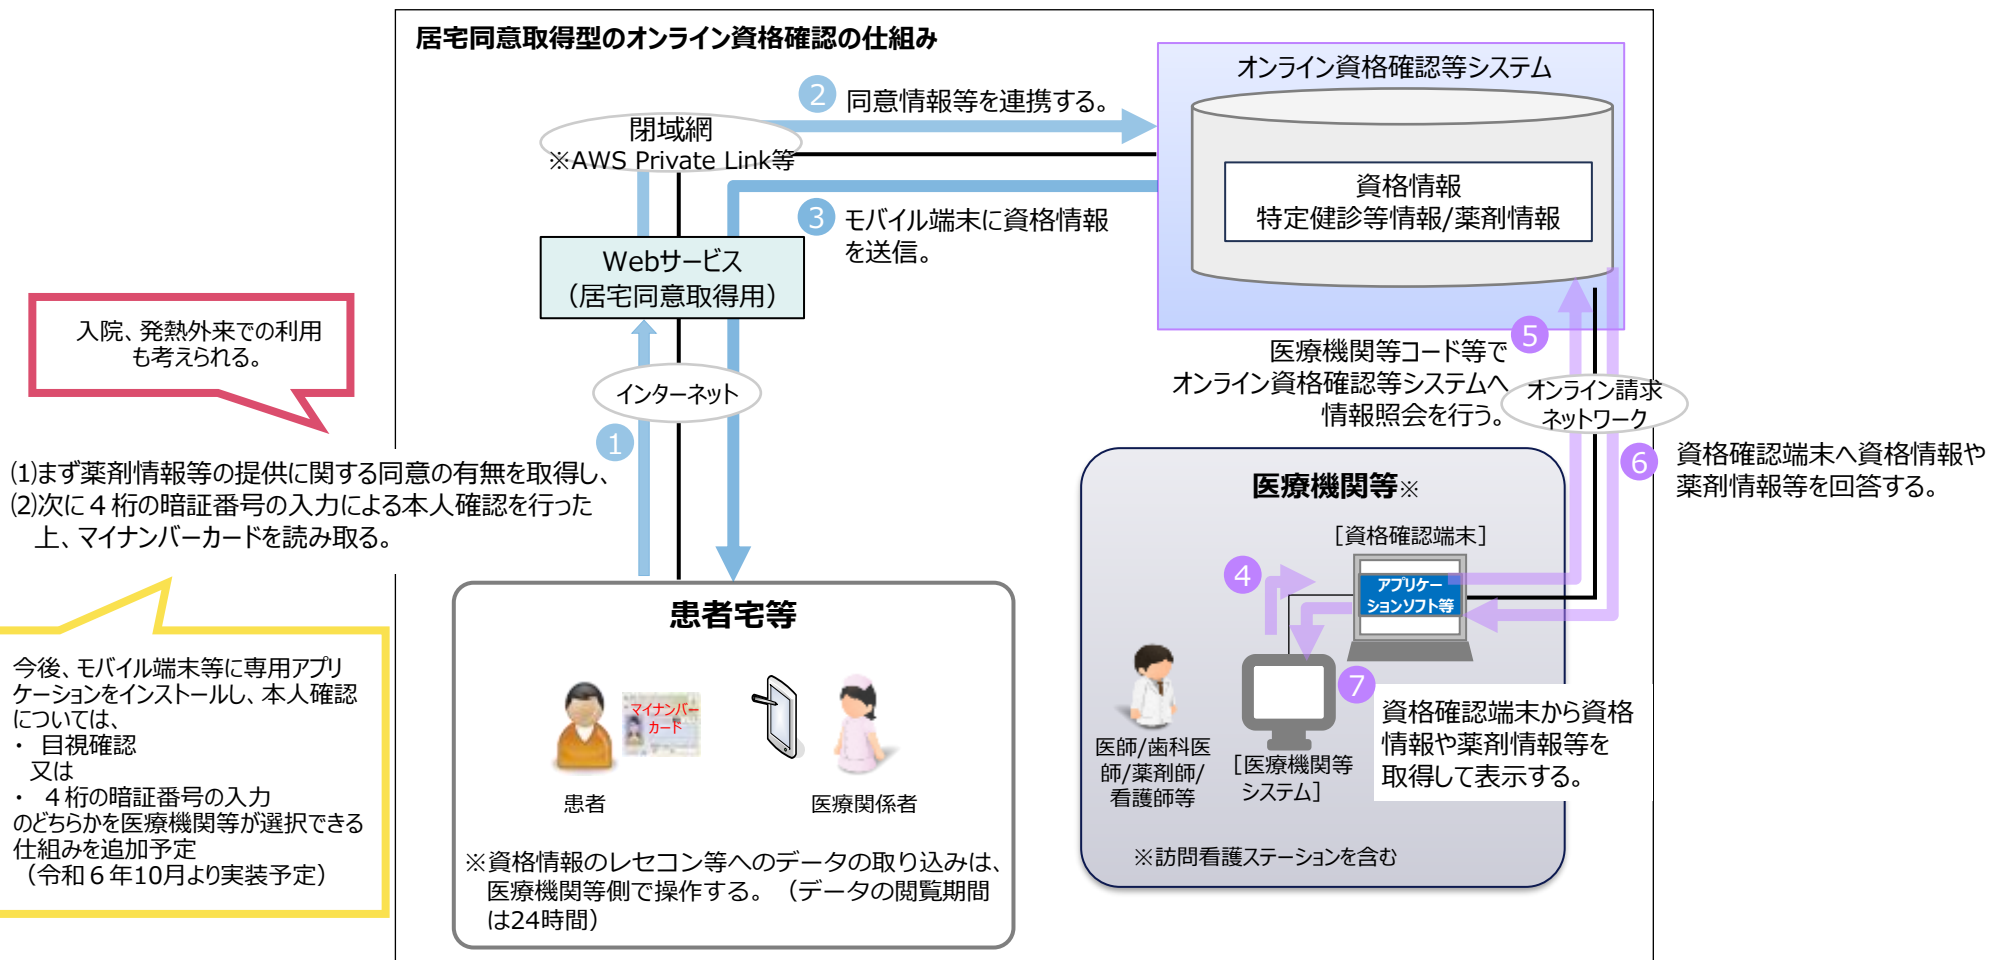 居宅同意取得型のオンライン資格確認の仕組み
オンライン資格確認等システム
資格情報
特定健診等情報/薬剤情報
2 同意情報等を連携する。
閉域網
※AWS Private Link等
3 モバイル端末に資格情報
を送信。
Webサービス
（居宅同意取得用）
入院、発熱外来での利用
も考えられる。
インターネット
1
⑴まず薬剤情報等の提供に関する同意の有無を取得し、
⑵次に４桁の暗証番号の入力による本人確認を行った
上、マイナンバーカードを読み取る。
今後、モバイル端末等に専用アプリ
ケーションをインストールし、本人確認
については、
・ 目視確認
又は
・ ４桁の暗証番号の入力
のどちらかを医療機関等が選択できる
仕組みを追加予定
（令和６年10月より実装予定）
患者宅等
マイナンバー
カード
患者
医療関係者
※資格情報のレセコン等へのデータの取り込みは、
医療機関等側で操作する。（データの閲覧期間
は24時間）
5
医療機関等コード等で
オンライン資格確認等システムへ
情報照会を行う。
オンライン請求
ネットワーク
6 資格確認端末へ資格情報や
薬剤情報等を回答する。
医療機関等※
［資格確認端末］
4
アプリケー
ションソフト等
医師/歯科医
師/薬剤師/
看護師等
［医療機関等
システム］
7
資格確認端末から資格
情報や薬剤情報等を
取得して表示する。
※訪問看護ステーションを含む